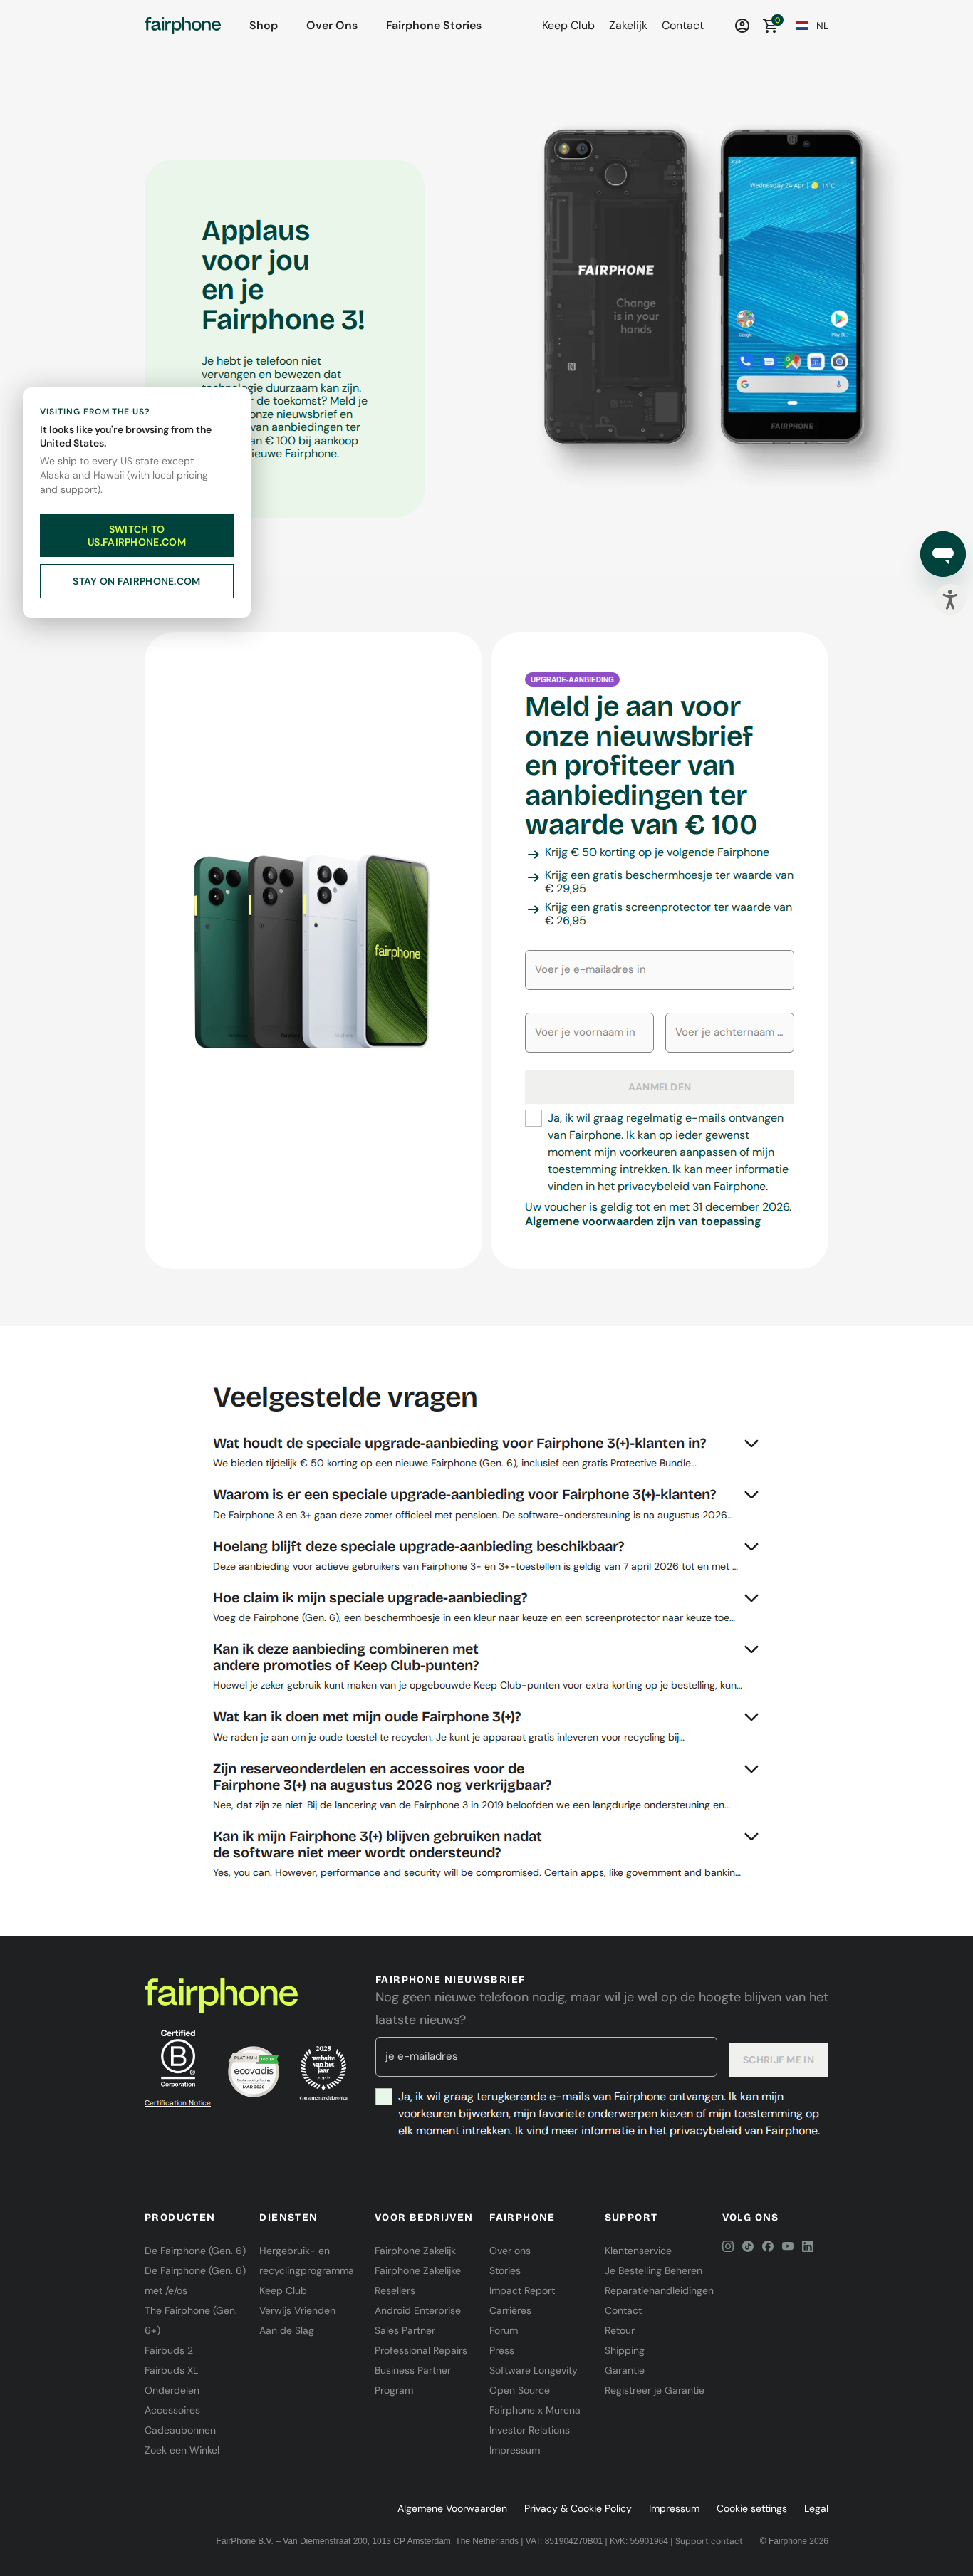 fairphone
Shop
Over Ons
Fairphone Stories
Keep Club
Zakelijk
Contact
0
NL
Applaus
voor jou
en je
Fairphone 3!
Je hebt je telefoon niet
vervangen en bewezen dat
duurzaam kan zijn.
de toekomst? Meld je
onze nieuwsbrief en
van aanbiedingen ter
€ 100 bij aankoop
Fairphone.
FAIRPHONE
Change
is in your
hands
Wednesday 24 Apr
14°C
Google
FAIRPHONE
VISITING FROM THE US?
It looks like you're browsing from the
United States.
We ship to every US state except
Alaska and Hawaii (with local pricing
and support).
SWITCH TO
US.FAIRPHONE.COM
STAY ON FAIRPHONE.COM
fairphone
UPGRADE-AANBIEDING
Meld je aan voor
onze nieuwsbrief
en profiteer van
aanbiedingen ter
waarde van € 100
Krijg € 50 korting op je volgende Fairphone
Krijg een gratis beschermhoesje ter waarde van
€ 29,95
Krijg een gratis screenprotector ter waarde van
€ 26,95
Voer je e-mailadres in
Voer je voornaam in
Voer je achternaam ...
AANMELDEN
Ja, ik wil graag regelmatig e-mails ontvangen
van Fairphone. Ik kan op ieder gewenst
moment mijn voorkeuren aanpassen of mijn
toestemming intrekken. Ik kan meer informatie
vinden in het privacybeleid van Fairphone.
Uw voucher is geldig tot en met 31 december 2026.
Algemene voorwaarden zijn van toepassing
Veelgestelde vragen
Wat houdt de speciale upgrade-aanbieding voor Fairphone 3(+)-klanten in?
We bieden tijdelijk € 50 korting op een nieuwe Fairphone (Gen. 6), inclusief een gratis Protective Bundle...
Waarom is er een speciale upgrade-aanbieding voor Fairphone 3(+)-klanten?
De Fairphone 3 en 3+ gaan deze zomer officieel met pensioen. De software-ondersteuning is na augustus 2026...
Hoelang blijft deze speciale upgrade-aanbieding beschikbaar?
Deze aanbieding voor actieve gebruikers van Fairphone 3- en 3+-toestellen is geldig van 7 april 2026 tot en met ...
Hoe claim ik mijn speciale upgrade-aanbieding?
Voeg de Fairphone (Gen. 6), een beschermhoesje in een kleur naar keuze en een screenprotector naar keuze toe...
Kan ik deze aanbieding combineren met
andere promoties of Keep Club-punten?
Hoewel je zeker gebruik kunt maken van je opgebouwde Keep Club-punten voor extra korting op je bestelling, kun...
Wat kan ik doen met mijn oude Fairphone 3(+)?
We raden je aan om je oude toestel te recyclen. Je kunt je apparaat gratis inleveren voor recycling bij...
Zijn reserveonderdelen en accessoires voor de
Fairphone 3(+) na augustus 2026 nog verkrijgbaar?
Nee, dat zijn ze niet. Bij de lancering van de Fairphone 3 in 2019 beloofden we een langdurige ondersteuning en...
Kan ik mijn Fairphone 3(+) blijven gebruiken nadat
de software niet meer wordt ondersteund?
Yes, you can. However, performance and security will be compromised. Certain apps, like government and bankin...
fairphone
Certified
B
Corporation
Certification Notice
PLATINUM
ecovadis
MAR 2026
2025
website
van het
jaar
FAIRPHONE NIEUWSBRIEF
Nog geen nieuwe telefoon nodig, maar wil je wel op de hoogte blijven van het
laatste nieuws?
je e-mailadres
SCHRIJF ME IN
Ja, ik wil graag terugkerende e-mails van Fairphone ontvangen. Ik kan mijn
voorkeuren bijwerken, mijn favoriete onderwerpen kiezen of mijn toestemming op
elk moment intrekken. Ik vind meer informatie in het privacybeleid van Fairphone.
PRODUCTEN
De Fairphone (Gen. 6)
De Fairphone (Gen. 6)
met /e/os
The Fairphone (Gen.
6+)
Fairbuds 2
Fairbuds XL
Onderdelen
Accessoires
Cadeaubonnen
Zoek een Winkel
DIENSTEN
Hergebruik- en
recyclingprogramma
Keep Club
Verwijs Vrienden
Aan de Slag
VOOR BEDRIJVEN
Fairphone Zakelijk
Fairphone Zakelijke
Resellers
Android Enterprise
Sales Partner
Professional Repairs
Business Partner
Program
FAIRPHONE
Over ons
Stories
Impact Report
Carrières
Forum
Press
Software Longevity
Open Source
Fairphone x Murena
Investor Relations
Impressum
SUPPORT
Klantenservice
Je Bestelling Beheren
Reparatiehandleidingen
Contact
Retour
Shipping
Garantie
Registreer je Garantie
VOLG ONS
Algemene Voorwaarden
Privacy & Cookie Policy
Impressum
Cookie settings
Legal
FairPhone B.V. – Van Diemenstraat 200, 1013 CP Amsterdam, The Netherlands | VAT: 851904270B01 | KvK: 55901964 | Support contact
© Fairphone 2026